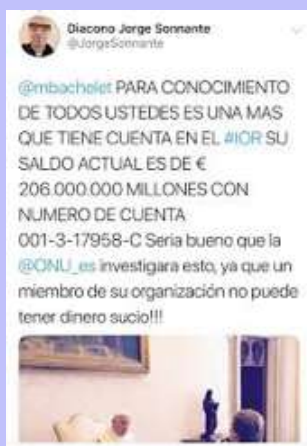 Diacono Jorge Sonnante
@JorgeSonnante
@mbachelet PARA CONOCIMIENTO
DE TODOS USTEDES ES UNA MAS
QUE TIENE CUENTA EN EL #IOR SU
SALDO ACTUAL ES DE €
206.000.000 MILLONES CON
NUMERO DE CUENTA
001-3-17958-C Seria bueno que la
@ONU_es investigara esto, ya que un
miembro de su organización no puede
tener dinero sucio!!!